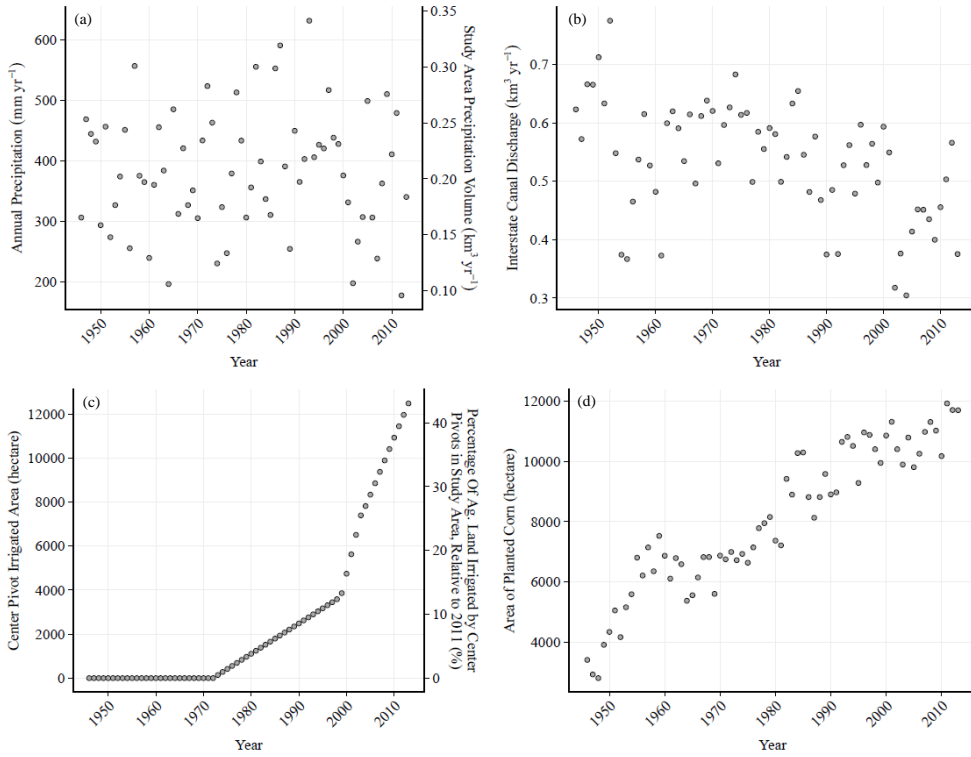 (a)
Annual Precipitation (mm yr−1)
600
500
400
300
200
0.35
0.30
0.25
0.20
0.15
0.10
Study Area Precipitation Volume (km3 yr−1)
1950 1960 1970 1980 1990 2000 2010
Year
(b)
Interstate Canal Discharge (km3 yr−1)
0.7
0.6
0.5
0.4
0.3
1950 1960 1970 1980 1990 2000 2010
Year
(c)
Center Pivot Irrigated Area (hectare)
12000
10000
8000
6000
4000
2000
0
40
30
20
10
0
Percentage Of Ag. Land Irrigated by Center
Pivots in Study Area, Relative to 2011 (%)
1950 1960 1970 1980 1990 2000 2010
Year
(d)
Area of Planted Corn (hectare)
12000
10000
8000
6000
4000
1950 1960 1970 1980 1990 2000 2010
Year